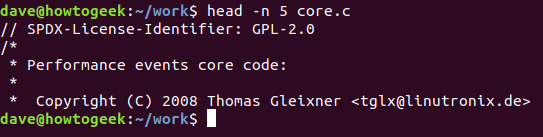 dave@howtogeek:~/work$ head -n 5 core.c
// SPDX-License-Identifier: GPL-2.0
/*
 * Performance events core code:
 *
 *  Copyright (C) 2008 Thomas Gleixner <tglx@linutronix.de>
dave@howtogeek:~/work$